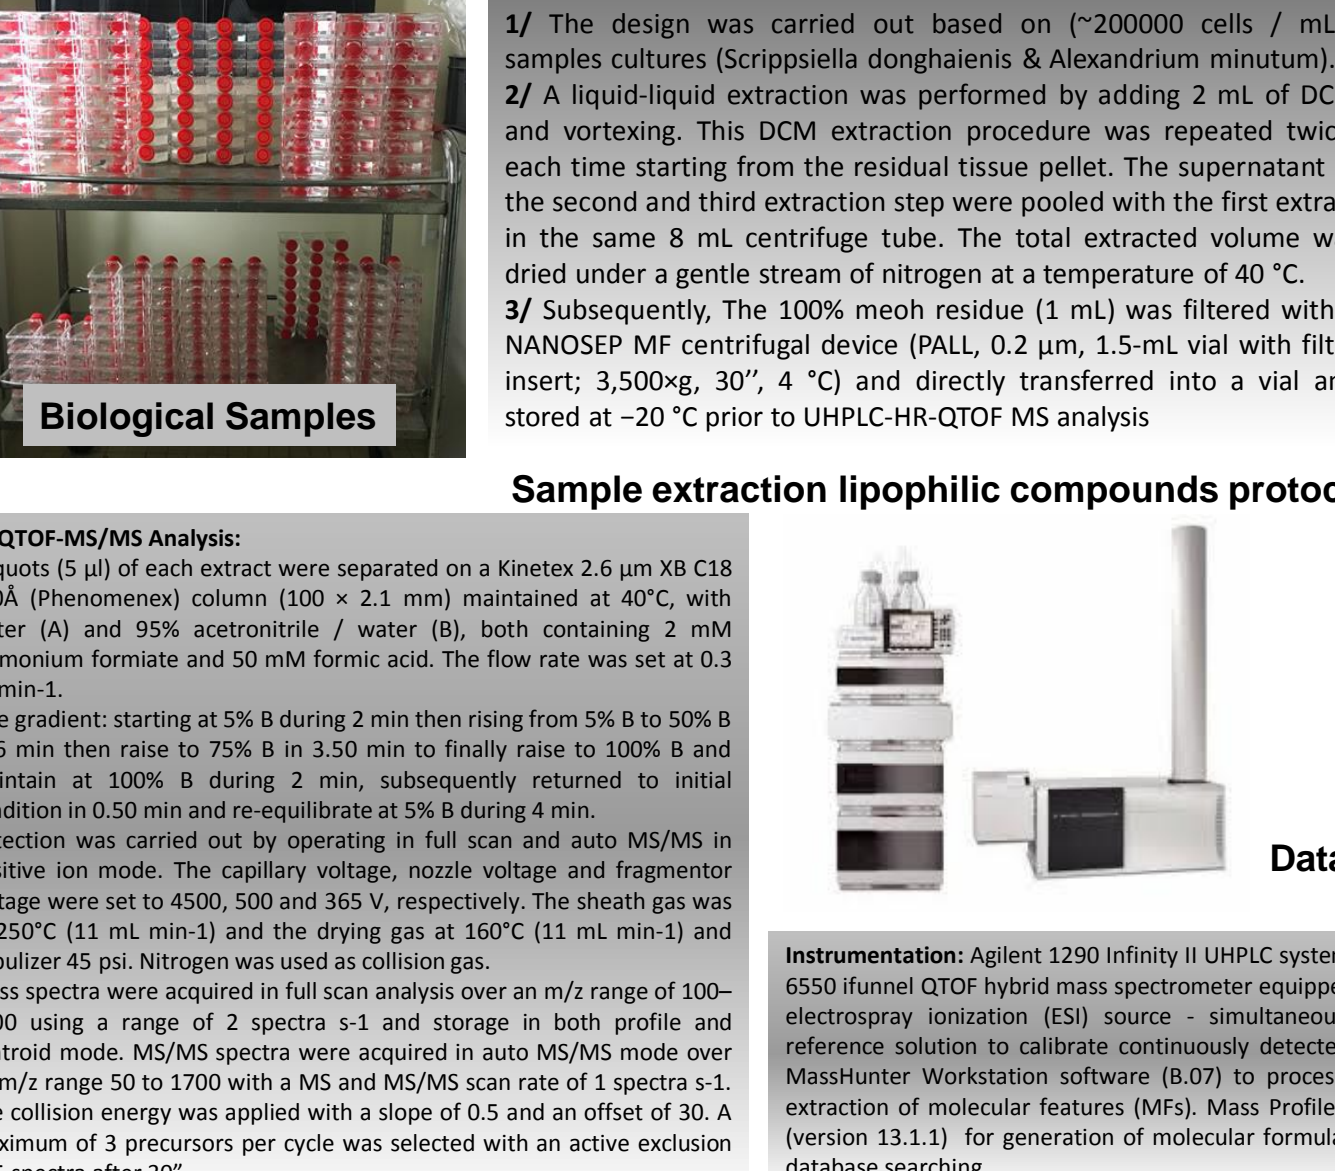 1/ The design was carried out based on (~200000 cells / mL
samples cultures (Scrippsiella donghaienis & Alexandrium minutum).
2/ A liquid-liquid extraction was performed by adding 2 mL of DC
and vortexing. This DCM extraction procedure was repeated twic
each time starting from the residual tissue pellet. The supernatant
the second and third extraction step were pooled with the first extra
in the same 8 mL centrifuge tube. The total extracted volume w
dried under a gentle stream of nitrogen at a temperature of 40 °C.
3/ Subsequently, The 100% meoh residue (1 mL) was filtered with
NANOSEP MF centrifugal device (PALL, 0.2 µm, 1.5-mL vial with filt
insert; 3,500×g, 30’’, 4 °C) and directly transferred into a vial ar
stored at −20 °C prior to UHPLC-HR-QTOF MS analysis
Biological Samples
Sample extraction lipophilic compounds protoc
QTOF-MS/MS Analysis:
quots (5 µl) of each extract were separated on a Kinetex 2.6 µm XB C18
0Å (Phenomenex) column (100 × 2.1 mm) maintained at 40°C, with
ter (A) and 95% acetronitrile / water (B), both containing 2 mM
monium formiate and 50 mM formic acid. The flow rate was set at 0.3
min-1.
e gradient: starting at 5% B during 2 min then rising from 5% B to 50% B
6 min then raise to 75% B in 3.50 min to finally raise to 100% B and
intain at 100% B during 2 min, subsequently returned to initial
ndition in 0.50 min and re-equilibrate at 5% B during 4 min.
tection was carried out by operating in full scan and auto MS/MS in
sitive ion mode. The capillary voltage, nozzle voltage and fragmentor
tage were set to 4500, 500 and 365 V, respectively. The sheath gas was
250°C (11 mL min-1) and the drying gas at 160°C (11 mL min-1) and
bulizer 45 psi. Nitrogen was used as collision gas.
ss spectra were acquired in full scan analysis over an m/z range of 100–
00 using a range of 2 spectra s-1 and storage in both profile and
ntroid mode. MS/MS spectra were acquired in auto MS/MS mode over
m/z range 50 to 1700 with a MS and MS/MS scan rate of 1 spectra s-1.
e collision energy was applied with a slope of 0.5 and an offset of 30. A
ximum of 3 precursors per cycle was selected with an active exclusion
spectra after 30’’
Data
Instrumentation: Agilent 1290 Infinity II UHPLC system
6550 ifunnel QTOF hybrid mass spectrometer equippe
electrospray ionization (ESI) source - simultaneou
reference solution to calibrate continuously detecte
MassHunter Workstation software (B.07) to process
extraction of molecular features (MFs). Mass Profile
(version 13.1.1) for generation of molecular formula
database searching